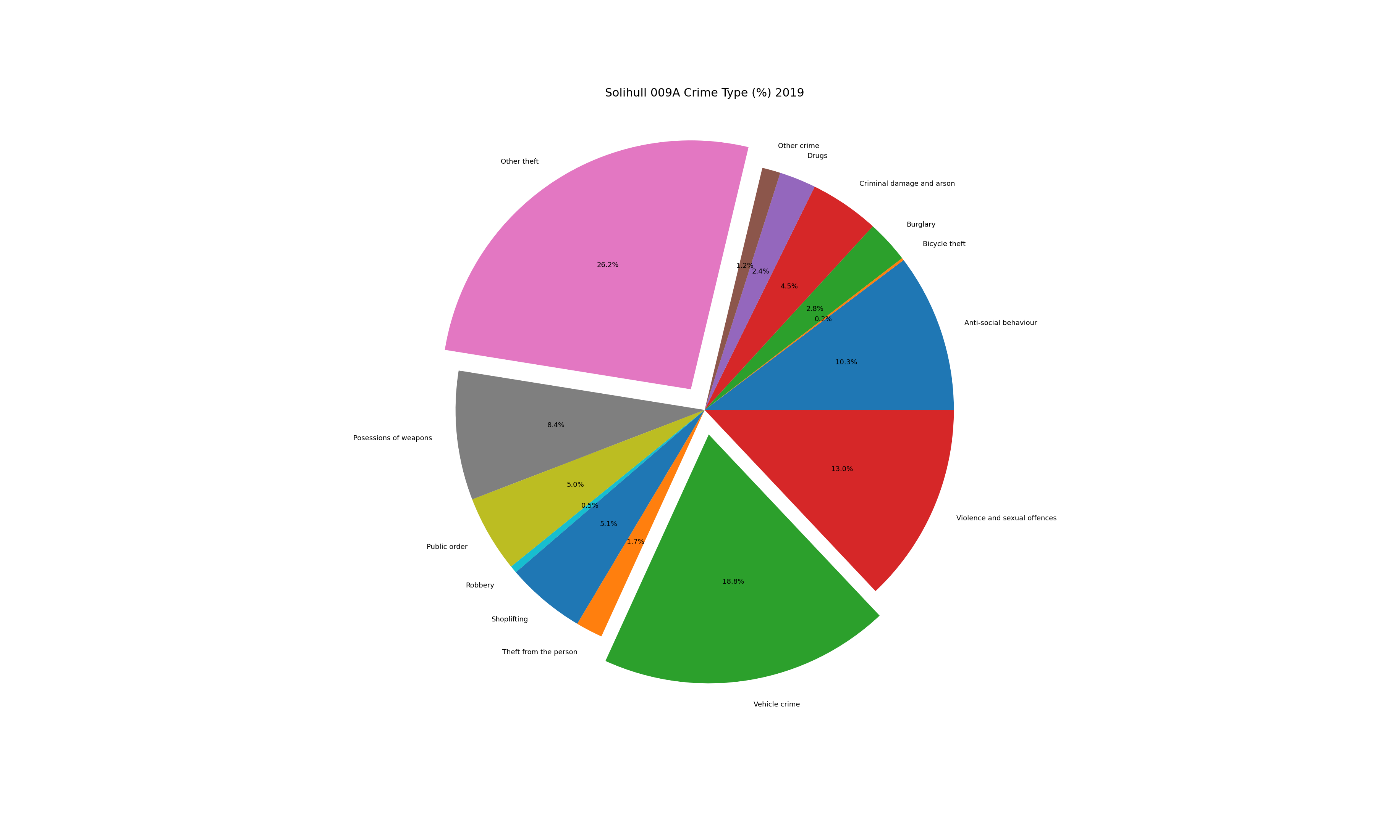 Solihull 009A Crime Type (%) 2019
Other crime
Drugs
Other theft
Criminal damage and arson
Burglary
Bicycle theft
26.2%
1.2%
2.4%
4.5%
2.8%
0.2%
Anti-social behaviour
10.3%
8.4%
Posessions of weapons
13.0%
5.0%
0.5%
5.1%
1.7%
Violence and sexual offences
Public order
18.8%
Robbery
Shoplifting
Theft from the person
Vehicle crime